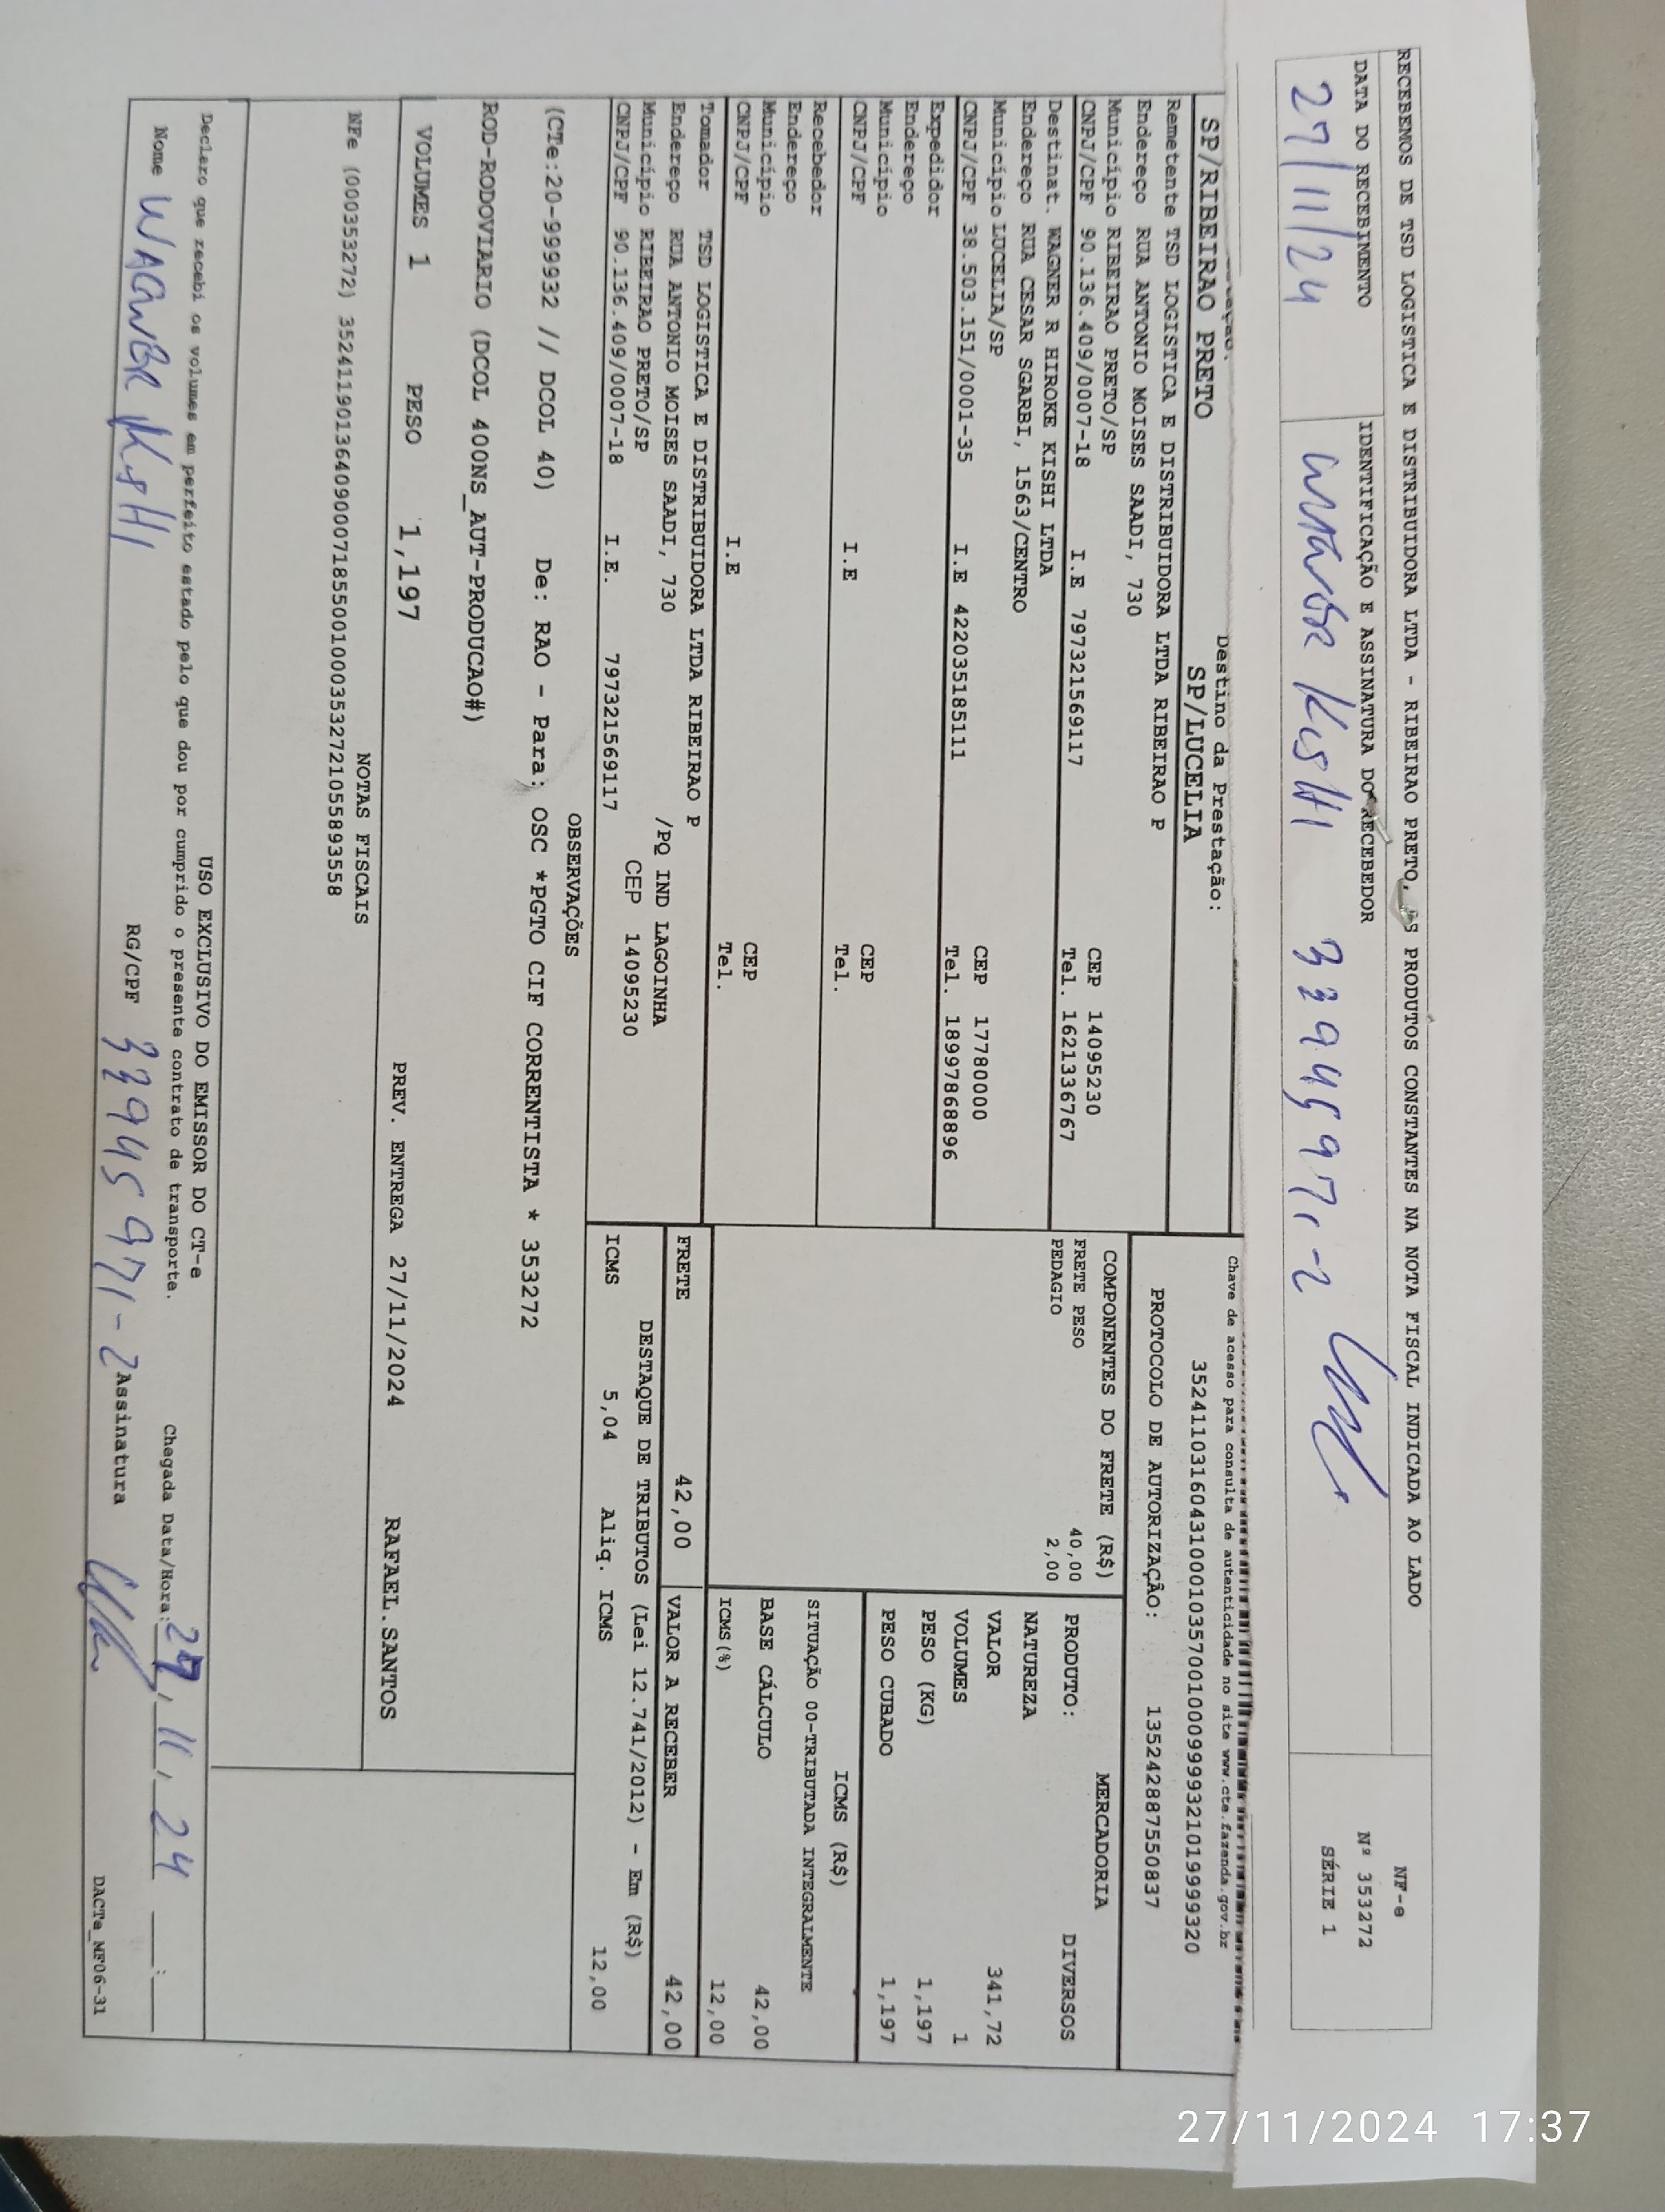 RECEBEMOS DE TSD LOGISTICA E DISTRIBUIDORA LTDA - RIBEIRAO PRETO, OS PRODUTOS CONSTANTES NA NOTA FISCAL INDICADA AO LADO
NF-e
Nº 353272
SÉRIE 1
DATA DO RECEBIMENTO
27/11/24
IDENTIFICAÇÃO E ASSINATURA DO RECEBEDOR
WAGNER KISHI 33945971-2
Destino da Prestação:
SP/RIBEIRAO PRETO SP/LUCELIA
Remetente TSD LOGISTICA E DISTRIBUIDORA LTDA RIBEIRAO P
Endereço RUA ANTONIO MOISES SAADI, 730
Município RIBEIRAO PRETO/SP CEP 14095230
CNPJ/CPF 90.136.409/0007-18 I.E 797321569117 Tel. 1621336767
Destinat. WAGNER R HIROKE KISHI LTDA
Endereço RUA CESAR SGARBI, 1563/CENTRO
Município LUCELIA/SP CEP 17780000
CNPJ/CPF 38.503.151/0001-35 I.E 422035185111 Tel. 18997868896
Expedidor
Endereço
Município CEP
CNPJ/CPF I.E Tel.
Recebedor
Endereço
Município CEP
CNPJ/CPF I.E Tel.
Tomador TSD LOGISTICA E DISTRIBUIDORA LTDA RIBEIRAO P
Endereço RUA ANTONIO MOISES SAADI, 730 /PQ IND LAGOINHA
Município RIBEIRAO PRETO/SP CEP 14095230
CNPJ/CPF 90.136.409/0007-18 I.E. 797321569117
Chave de acesso para consulta de autenticidade no site www.cte.fazenda.gov.br
35241103160431000103570010009999321019999320
PROTOCOLO DE AUTORIZAÇÃO: 135242887550837
COMPONENTES DO FRETE (R$)
FRETE PESO 40,00
PEDAGIO 2,00
MERCADORIA
PRODUTO: DIVERSOS
NATUREZA
VALOR 341,72
VOLUMES 1
PESO (KG) 1,197
PESO CUBADO 1,197
ICMS (R$)
SITUAÇÃO 00-TRIBUTADA INTEGRALMENTE
BASE CÁLCULO 42,00
ICMS(%) 12,00
FRETE 42,00 VALOR A RECEBER 42,00
DESTAQUE DE TRIBUTOS (Lei 12.741/2012) - Em (R$)
ICMS 5,04 Aliq. ICMS 12,00
OBSERVAÇÕES
(CTe:20-999932 // DCOL 40) De: RAO - Para: OSC *PGTO CIF CORRENTISTA * 353272
ROD-RODOVIARIO (DCOL 400NS_AUT-PRODUCAO#)
VOLUMES 1 PESO 1,197 PREV. ENTREGA 27/11/2024 RAFAEL.SANTOS
NOTAS FISCAIS
NFe (000353272) 35241190136409000718550010003532721055893558
USO EXCLUSIVO DO EMISSOR DO CT-e
Declaro que recebi os volumes em perfeito estado pelo que dou por cumprido o presente contrato de transporte. Chegada Data/Hora: 27, 11, 24 :
Nome WAGNER KISHI RG/CPF 33945971-2 Assinatura
DACTe_NF06-31
27/11/2024 17:37